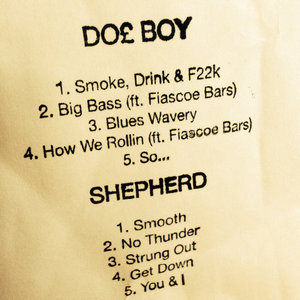 DO£ BOY
1. Smoke, Drink & F22k
2. Big Bass (ft. Fiascoe Bars)
3. Blues Wavery
4. How We Rollin (ft. Fiascoe Bars)
5. So...
SHEPHERD
1. Smooth
2. No Thunder
3. Strung Out
4. Get Down
5. You & I